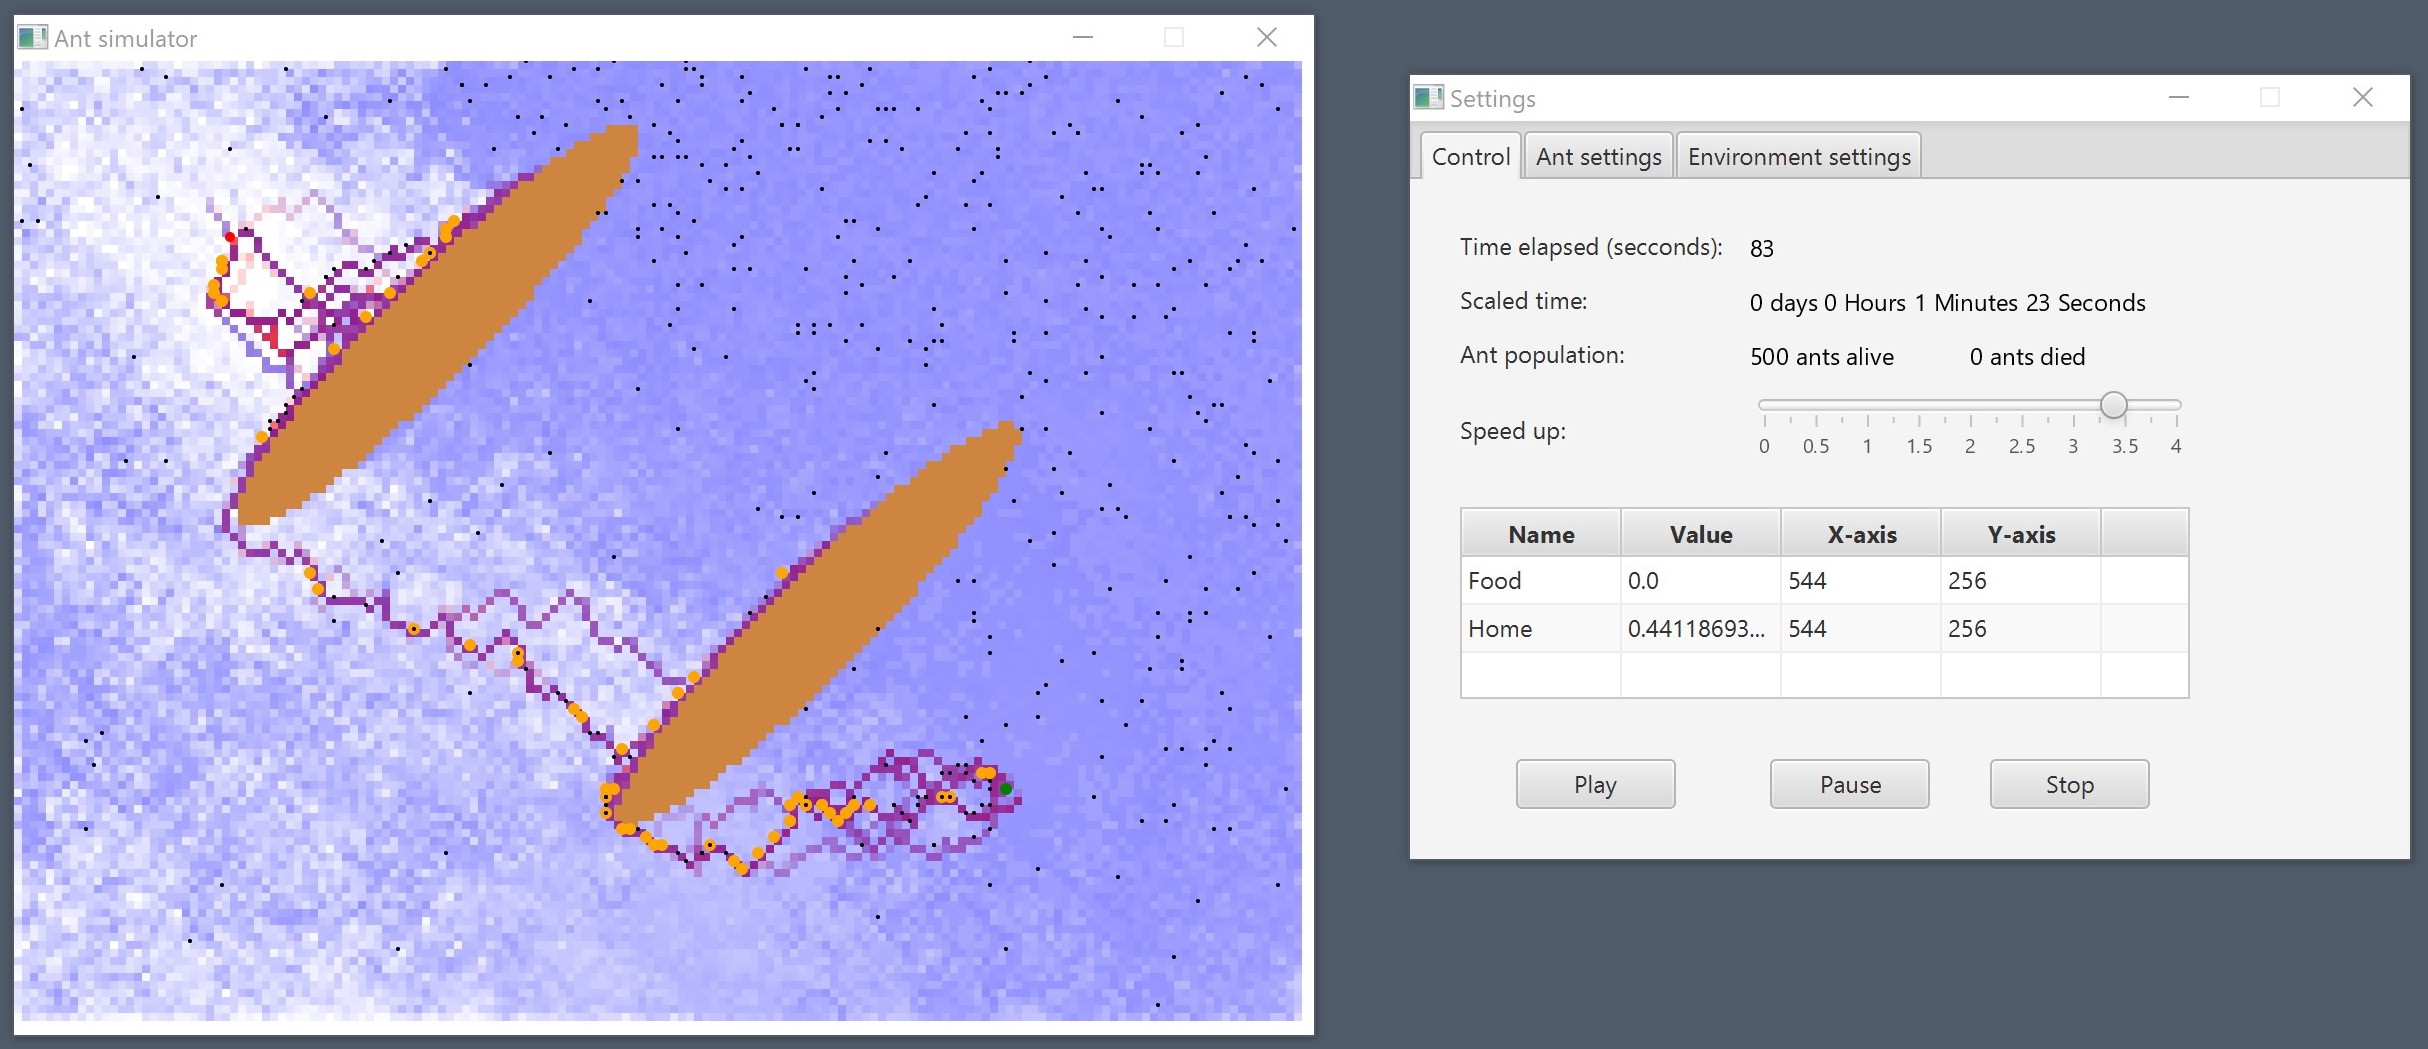 Ant simulator
Settings
Control Ant settings Environment settings
Time elapsed (secconds): 83
Scaled time: 0 days 0 Hours 1 Minutes 23 Seconds
Ant population: 500 ants alive 0 ants died
Speed up:
0 0.5 1 1.5 2 2.5 3 3.5 4
Name Value X-axis Y-axis
Food 0.0 544 256
Home 0.44118693... 544 256
Play Pause Stop